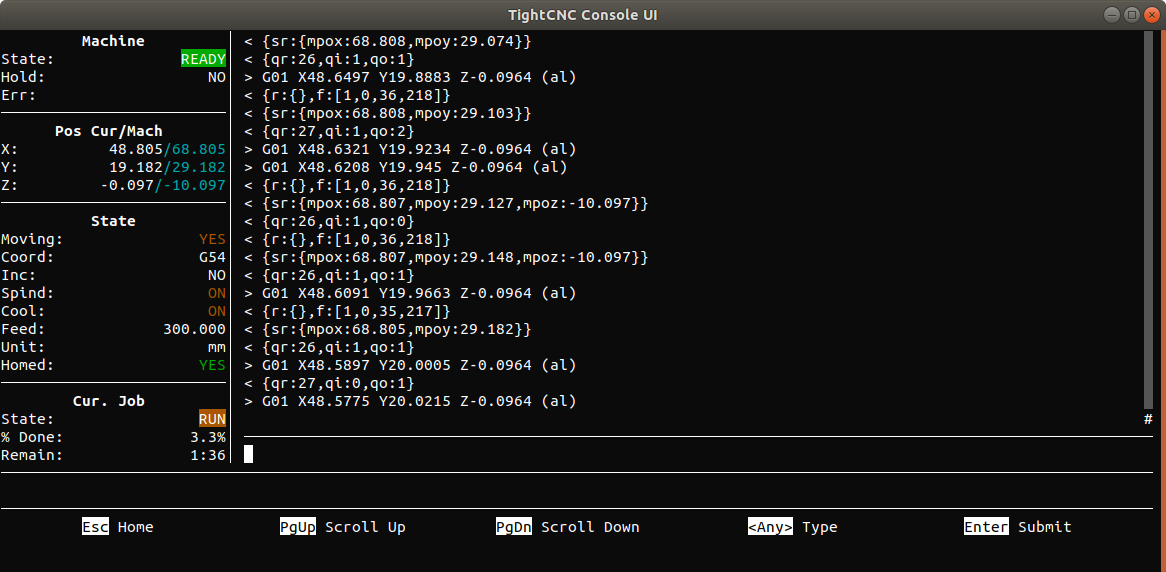 TightCNC Console UI
Machine
State: READY
Hold: NO
Err:
Pos Cur/Mach
X: 48.805/68.805
Y: 19.182/29.182
Z: -0.097/-10.097
State
Moving: YES
Coord: G54
Inc: NO
Spind: ON
Cool: ON
Feed: 300.000
Unit: mm
Homed: YES
Cur. Job
State: RUN
% Done: 3.3%
Remain: 1:36
< {sr:{mpox:68.808,mpoy:29.074}}
< {qr:26,qi:1,qo:1}
> G01 X48.6497 Y19.8883 Z-0.0964 (al)
< {r:{},f:[1,0,36,218]}
< {sr:{mpox:68.808,mpoy:29.103}}
< {qr:27,qi:1,qo:2}
> G01 X48.6321 Y19.9234 Z-0.0964 (al)
> G01 X48.6208 Y19.945 Z-0.0964 (al)
< {r:{},f:[1,0,36,218]}
< {sr:{mpox:68.807,mpoy:29.127,mpoz:-10.097}}
< {qr:26,qi:1,qo:0}
< {r:{},f:[1,0,36,218]}
< {sr:{mpox:68.807,mpoy:29.148,mpoz:-10.097}}
< {qr:26,qi:1,qo:1}
> G01 X48.6091 Y19.9663 Z-0.0964 (al)
< {r:{},f:[1,0,35,217]}
< {sr:{mpox:68.805,mpoy:29.182}}
< {qr:26,qi:1,qo:1}
> G01 X48.5897 Y20.0005 Z-0.0964 (al)
< {qr:27,qi:0,qo:1}
> G01 X48.5775 Y20.0215 Z-0.0964 (al)
#
Esc Home PgUp Scroll Up PgDn Scroll Down <Any> Type Enter Submit